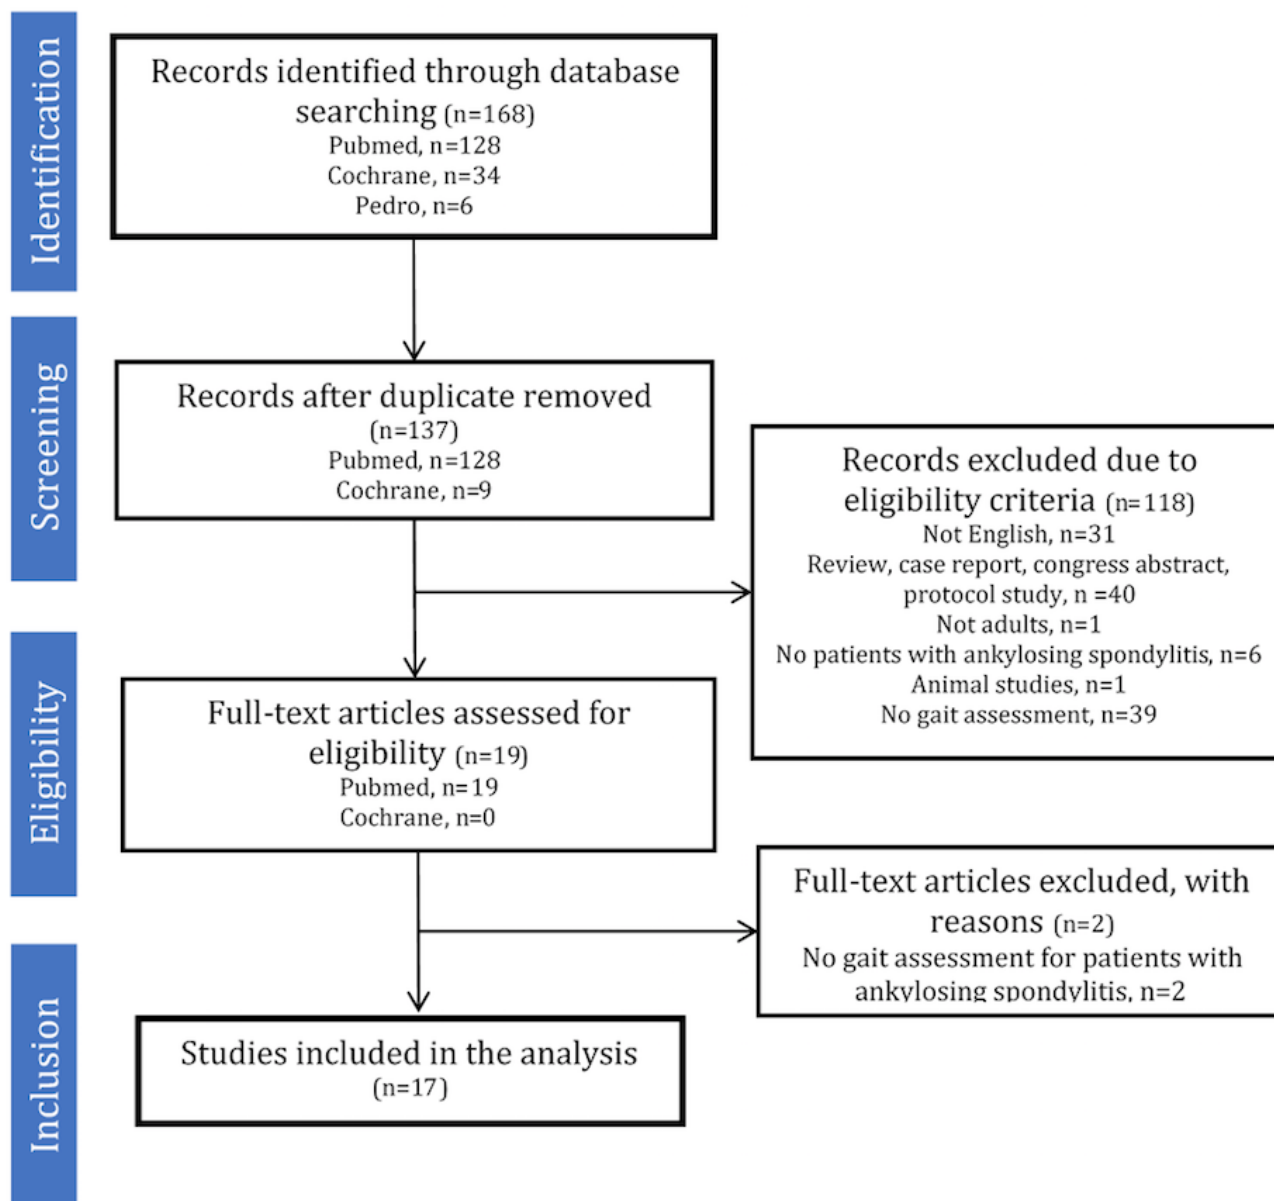 Identification
Records identified through database
searching (n=168)
Pubmed, n=128
Cochrane, n=34
Pedro, n=6
Screening
Records after duplicate removed
(n=137)
Pubmed, n=128
Cochrane, n=9
Records excluded due to
eligibility criteria (n=118)
Not English, n=31
Review, case report, congress abstract,
protocol study, n =40
Not adults, n=1
No patients with ankylosing spondylitis, n=6
Animal studies, n=1
No gait assessment, n=39
Eligibility
Full-text articles assessed for
eligibility (n=19)
Pubmed, n=19
Cochrane, n=0
Full-text articles excluded, with
reasons (n=2)
No gait assessment for patients with
ankylosing spondylitis, n=2
Inclusion
Studies included in the analysis
(n=17)